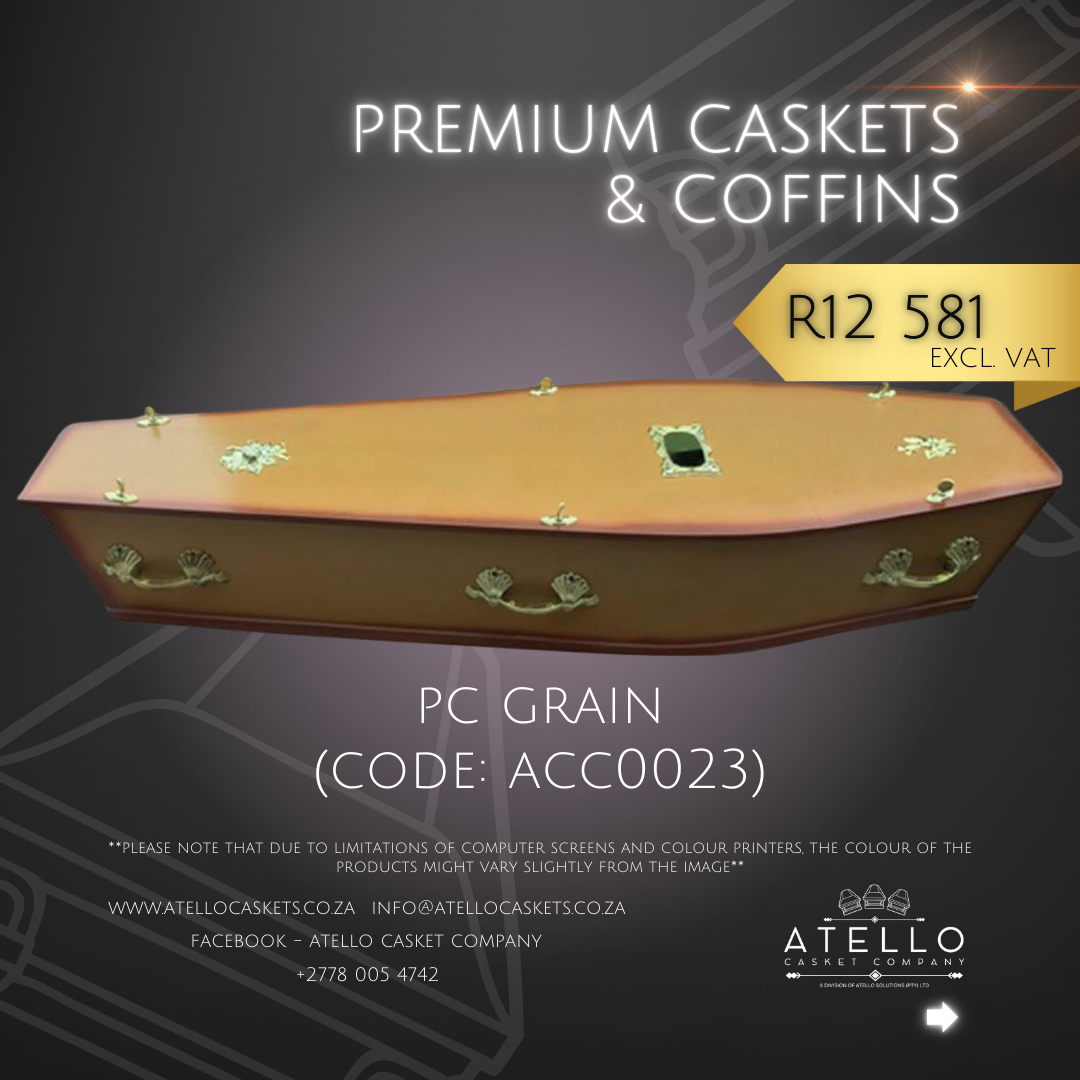 PREMIUM CASKETS
& COFFINS
R12 581
EXCL. VAT
PC GRAIN
(CODE: ACC0023)
**PLEASE NOTE THAT DUE TO LIMITATIONS OF COMPUTER SCREENS AND COLOUR PRINTERS, THE COLOUR OF THE
PRODUCTS MIGHT VARY SLIGHTLY FROM THE IMAGE**
WWW.ATELLOCASKETS.CO.ZA INFO@ATELLOCASKETS.CO.ZA
FACEBOOK - ATELLO CASKET COMPANY
+2778 005 4742
ATELLO
CASKET COMPANY
A DIVISION OF ATELLO SOLUTIONS (PTY) LTD